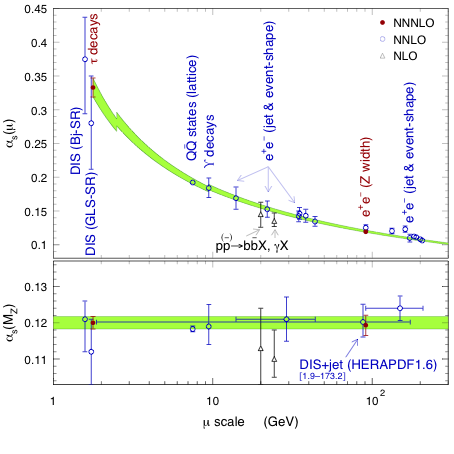 0.45
0.4
0.35
0.3
0.25
0.2
0.15
0.1
αs(μ)
NNNLO
NNLO
NLO
τ decays
DIS (Bj-SR)
DIS (GLS-SR)
QQ̄ states (lattice)
ϒ decays
e⁺e⁻ (jet & event-shape)
e⁺e⁻ (Z width)
e⁺e⁻ (jet & event-shape)
(−)
pp→bb̄X, γX
0.13
0.12
0.11
αs(MZ)
DIS+jet (HERAPDF1.6)
[1.9–173.2]
1
10
10²
μ scale (GeV)